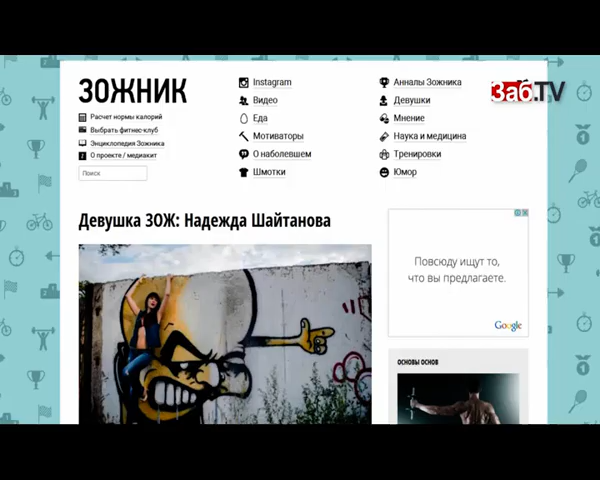 ЗОЖНИК
Расчет нормы калорий
Выбрать фитнес-клуб
Энциклопедия Зожника
О проекте / медиакит
Поиск
Instagram
Видео
Еда
Мотиваторы
О наболевшем
Шмотки
Анналы Зожника
Девушки
Мнение
Наука и медицина
Тренировки
Юмор
Заб.TV
Девушка ЗОЖ: Надежда Шайтанова
Повсюду ищут то,
что вы предлагаете.
Google
ОСНОВЫ ОСНОВ